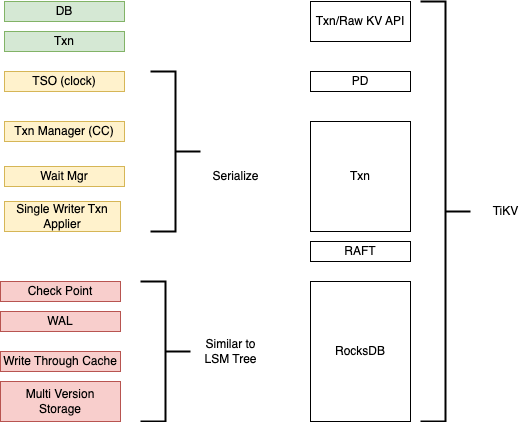 DB
Txn
TSO (clock)
Txn Manager (CC)
Wait Mgr
Single Writer Txn
Applier
Serialize
Check Point
WAL
Write Through Cache
Multi Version
Storage
Similar to
LSM Tree
Txn/Raw KV API
PD
Txn
RAFT
RocksDB
TiKV